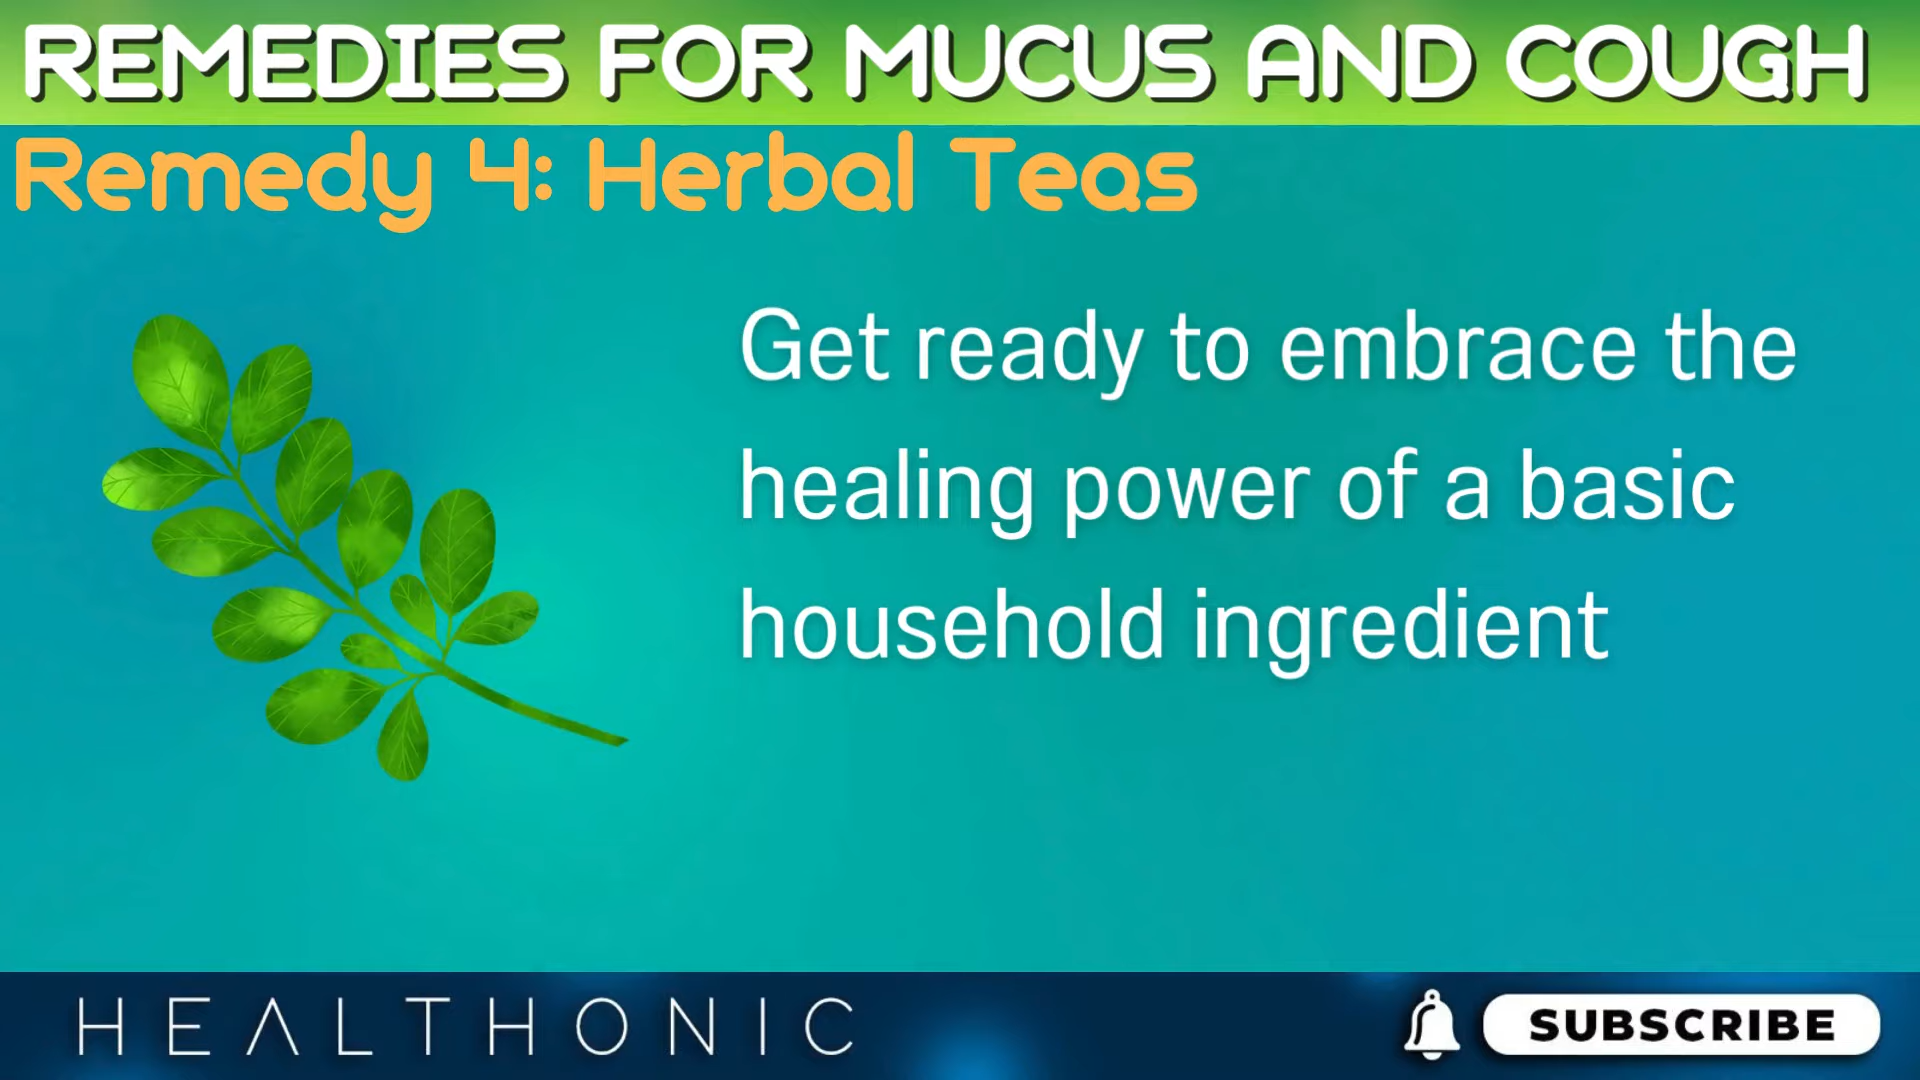 REMEDIES FOR MUCUS AND COUGH
Remedy 4: Herbal Teas
Get ready to embrace the
healing power of a basic
household ingredient
HEALTHONIC
SUBSCRIBE